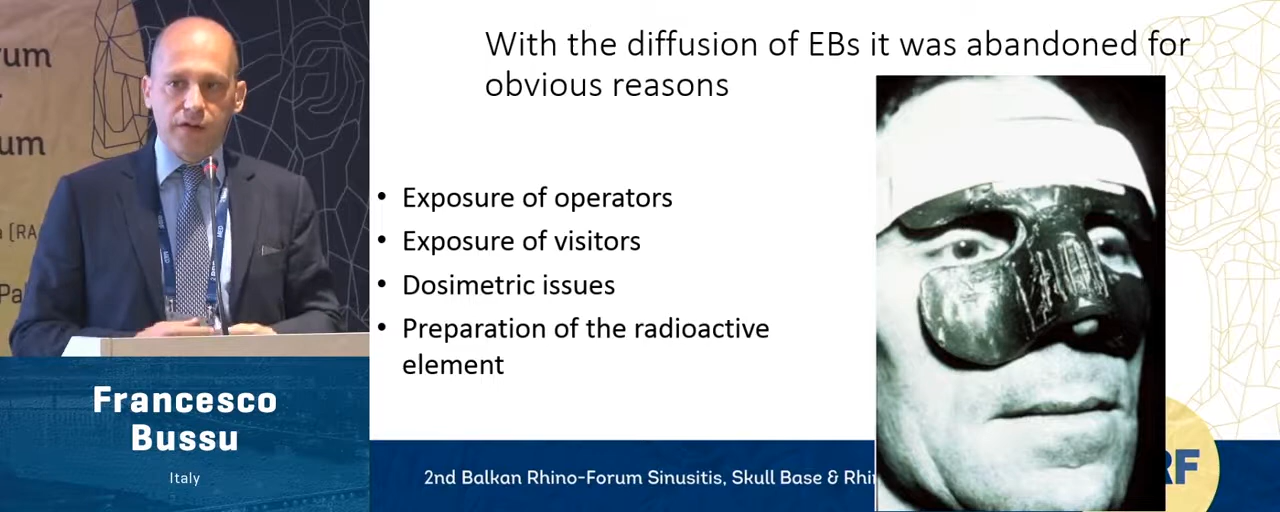 With the diffusion of EBs it was abandoned for
obvious reasons
• Exposure of operators
• Exposure of visitors
• Dosimetric issues
• Preparation of the radioactive
element
Francesco
Bussu
Italy
2nd Balkan Rhino-Forum Sinusitis, Skull Base &